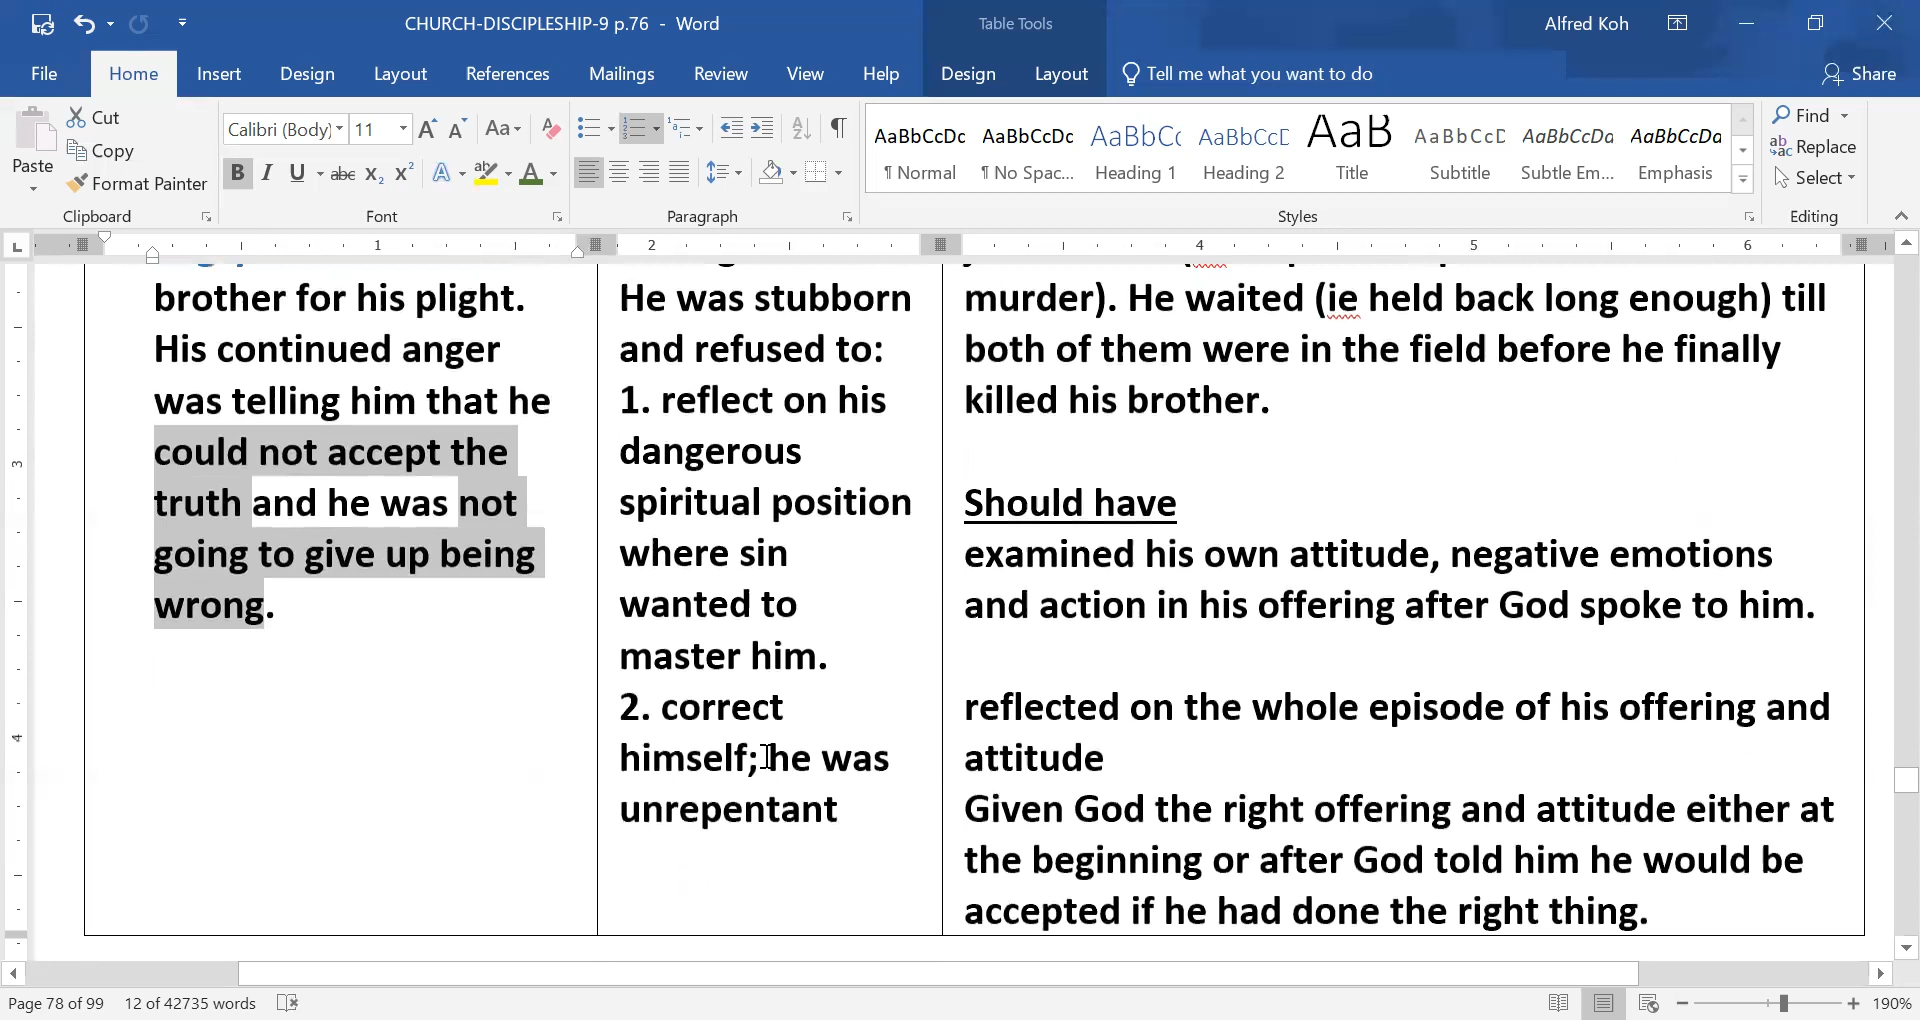 CHURCH-DISCIPLESHIP-9 p.76 - Word
Table Tools
Alfred Koh
File Home Insert Design Layout References Mailings Review View Help Design Layout Tell me what you want to do Share
Paste
Cut
Copy
Format Painter
Clipboard
Calibri (Body) 11
Font
Paragraph
AaBbCcDc AaBbCcDc AaBbC AaBbCcD AaB AaBbCcD AaBbCcDa AaBbCcDa
¶ Normal ¶ No Spac... Heading 1 Heading 2 Title Subtitle Subtle Em... Emphasis
Styles
Find
Replace
Select
Editing
1 2 4 5 6
brother for his plight.
His continued anger
was telling him that he
could not accept the
truth and he was not
going to give up being
wrong.
He was stubborn
and refused to:
1. reflect on his
dangerous
spiritual position
where sin
wanted to
master him.
2. correct
himself; he was
unrepentant
murder). He waited (ie held back long enough) till
both of them were in the field before he finally
killed his brother.
Should have
examined his own attitude, negative emotions
and action in his offering after God spoke to him.
reflected on the whole episode of his offering and
attitude
Given God the right offering and attitude either at
the beginning or after God told him he would be
accepted if he had done the right thing.
3
4
Page 78 of 99 12 of 42735 words 190%